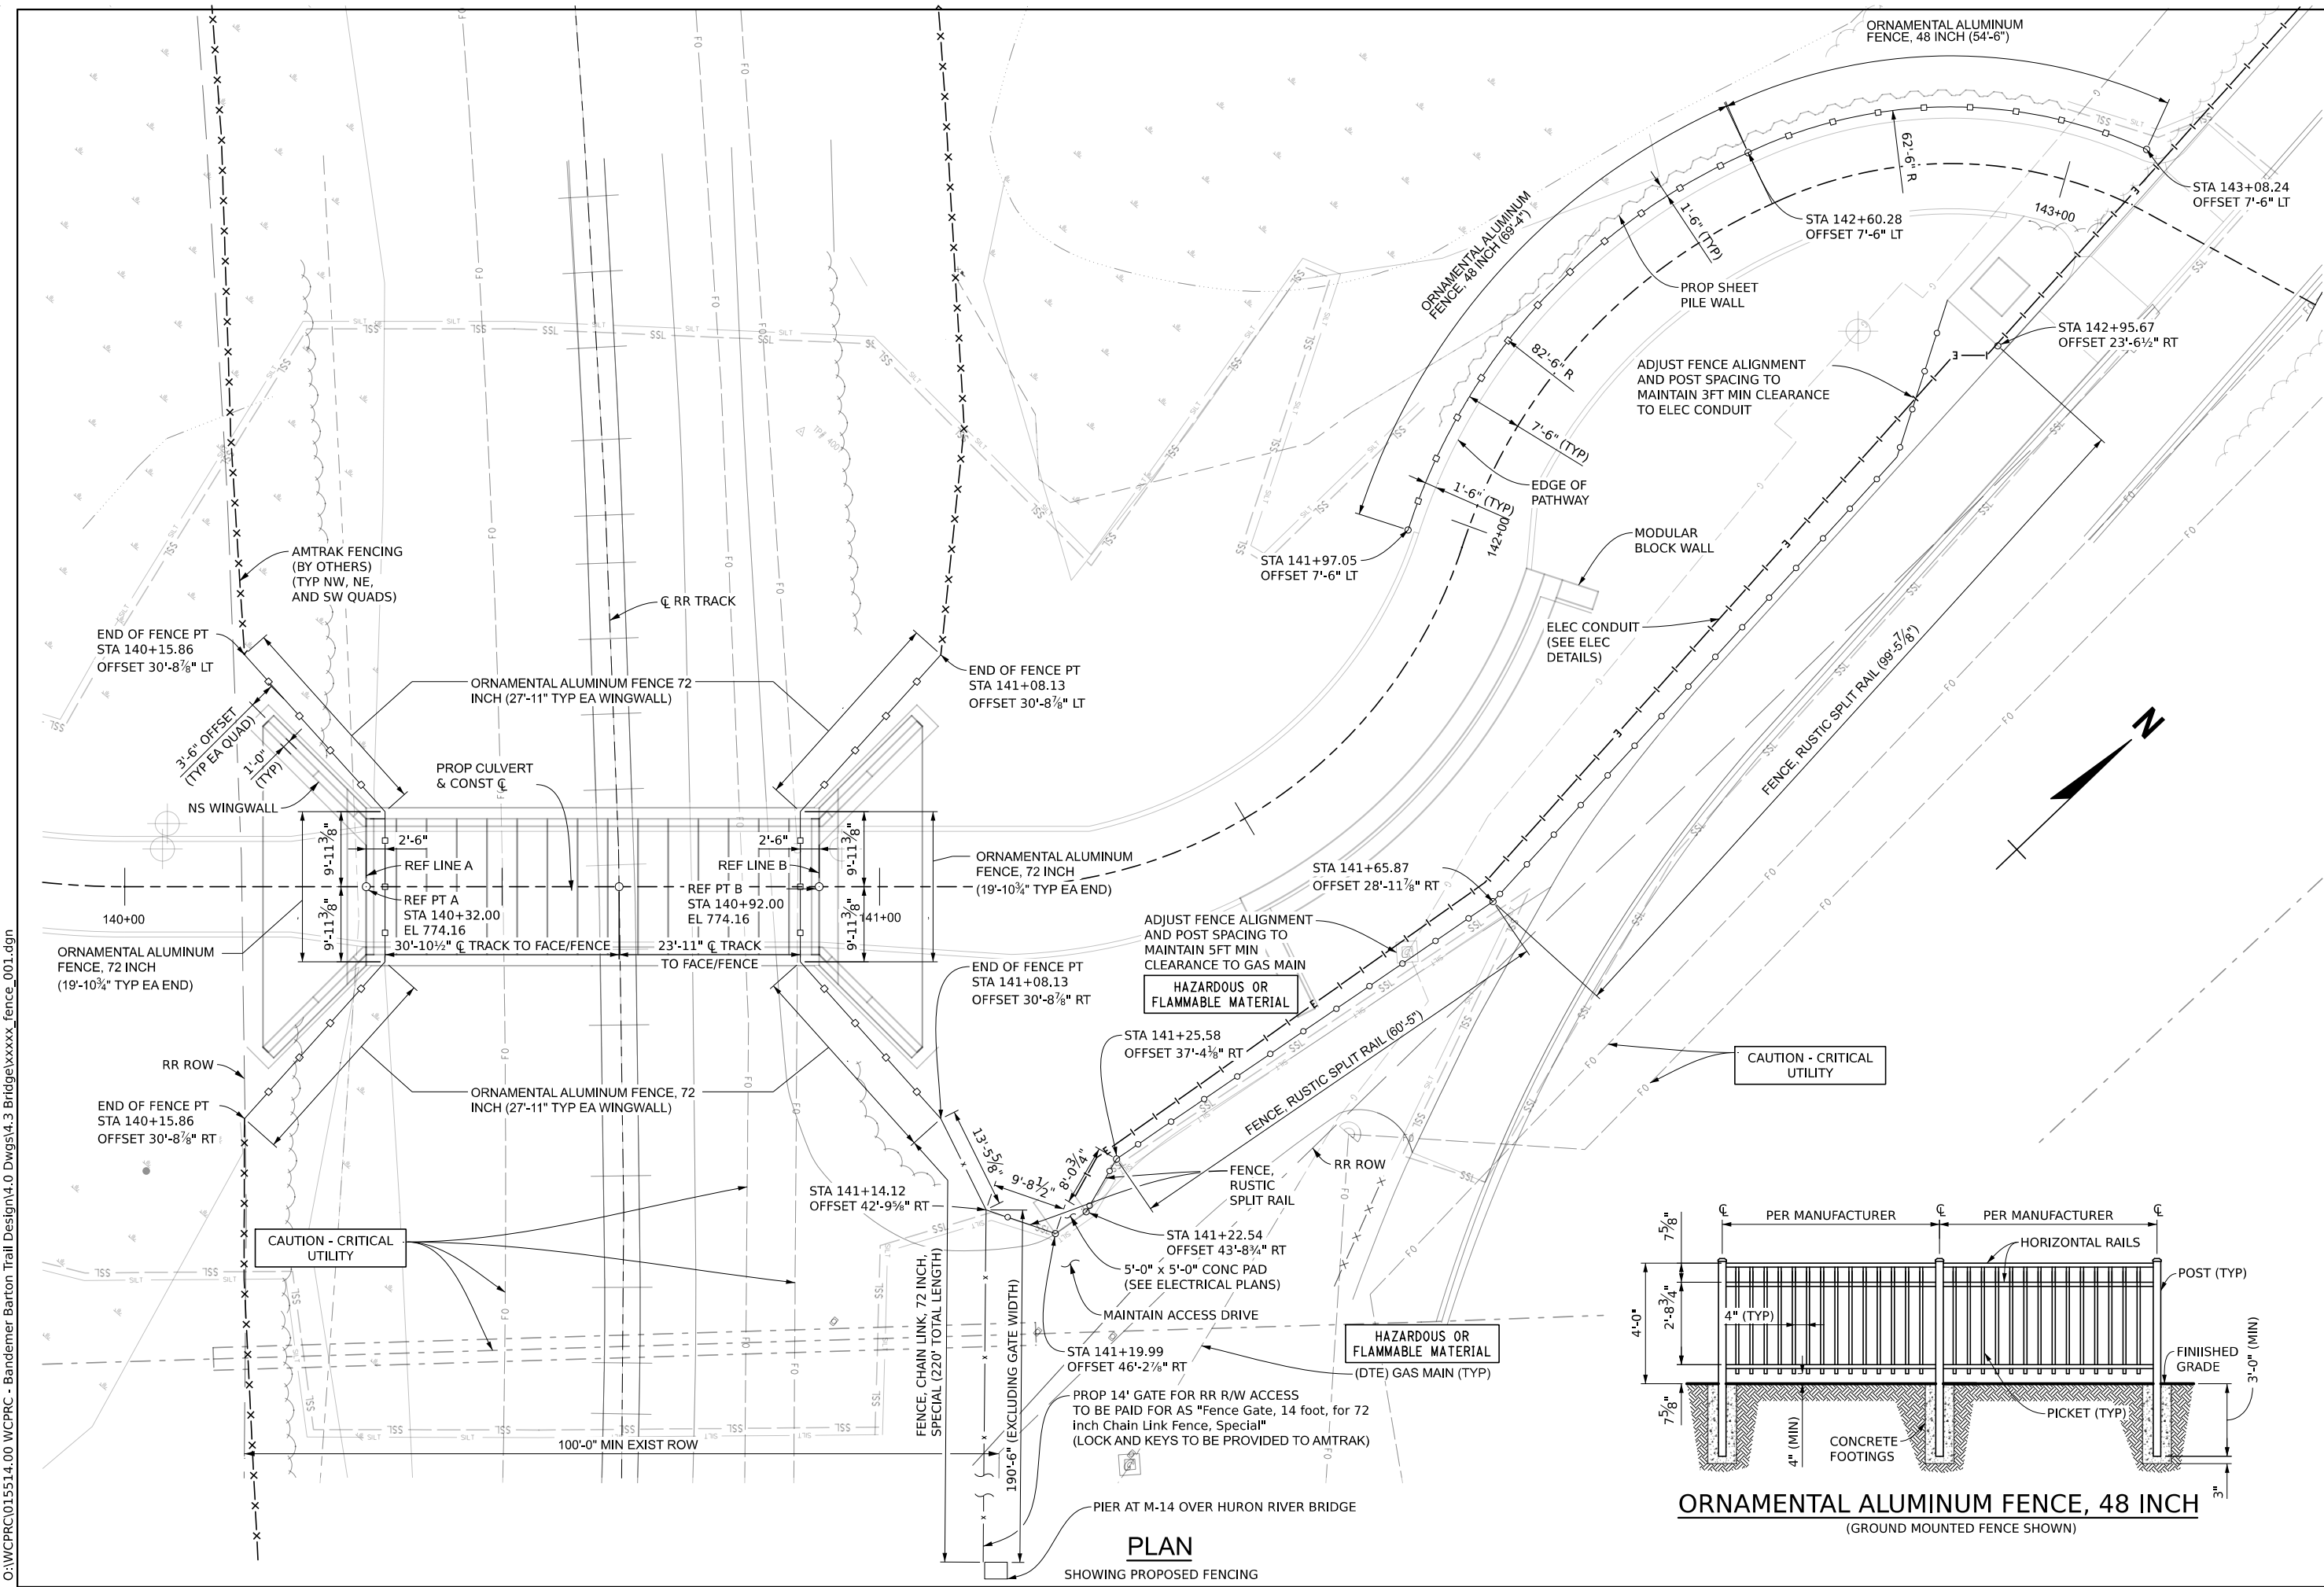 ORNAMENTAL ALUMINUM
FENCE, 48 INCH (54'-6")
62'-6" R
STA 143+08.24
OFFSET 7'-6" LT
143+00
STA 142+60.28
OFFSET 7'-6" LT
1'-6" (TYP)
ORNAMENTAL ALUMINUM
FENCE, 48 INCH (69'-4")
PROP SHEET
PILE WALL
STA 142+95.67
OFFSET 23'-6½" RT
82'-6" R
ADJUST FENCE ALIGNMENT
AND POST SPACING TO
MAINTAIN 3FT MIN CLEARANCE
TO ELEC CONDUIT
7'-6" (TYP)
EDGE OF
PATHWAY
1'-6" (TYP)
142+00
MODULAR
BLOCK WALL
STA 141+97.05
OFFSET 7'-6" LT
AMTRAK FENCING
(BY OTHERS)
(TYP NW, NE,
AND SW QUADS)
℄ RR TRACK
END OF FENCE PT
STA 140+15.86
OFFSET 30'-8⅞" LT
ELEC CONDUIT
(SEE ELEC
DETAILS)
FENCE, RUSTIC SPLIT RAIL (99'-5⅞")
ORNAMENTAL ALUMINUM FENCE 72
INCH (27'-11" TYP EA WINGWALL)
END OF FENCE PT
STA 141+08.13
OFFSET 30'-8⅞" LT
N
3'-6" OFFSET
(TYP EA QUAD)
1'-0"
(TYP)
PROP CULVERT
& CONST ℄
NS WINGWALL
9'-11⅜"
2'-6"
2'-6"
9'-11⅜"
REF LINE A
REF LINE B
ORNAMENTAL ALUMINUM
FENCE, 72 INCH
(19'-10¾" TYP EA END)
STA 141+65.87
OFFSET 28'-11⅞" RT
140+00
9'-11⅜"
REF PT A
STA 140+32.00
EL 774.16
REF PT B
STA 140+92.00
EL 774.16
9'-11⅜"
141+00
30'-10½" ℄ TRACK TO FACE/FENCE
23'-11" ℄ TRACK
TO FACE/FENCE
ORNAMENTAL ALUMINUM
FENCE, 72 INCH
(19'-10¾" TYP EA END)
ADJUST FENCE ALIGNMENT
AND POST SPACING TO
MAINTAIN 5FT MIN
CLEARANCE TO GAS MAIN
HAZARDOUS OR
FLAMMABLE MATERIAL
END OF FENCE PT
STA 141+08.13
OFFSET 30'-8⅞" RT
STA 141+25.58
OFFSET 37'-4⅛" RT
FENCE, RUSTIC SPLIT RAIL (60'-5")
CAUTION - CRITICAL
UTILITY
RR ROW
ORNAMENTAL ALUMINUM FENCE, 72
INCH (27'-11" TYP EA WINGWALL)
END OF FENCE PT
STA 140+15.86
OFFSET 30'-8⅞" RT
13'-5⅝"
9'-8½"
8'-0¾"
FENCE,
RUSTIC
SPLIT RAIL
RR ROW
STA 141+14.12
OFFSET 42'-9⅝" RT
CAUTION - CRITICAL
UTILITY
STA 141+22.54
OFFSET 43'-8¾" RT
5'-0" x 5'-0" CONC PAD
(SEE ELECTRICAL PLANS)
MAINTAIN ACCESS DRIVE
STA 141+19.99
OFFSET 46'-2⅞" RT
HAZARDOUS OR
FLAMMABLE MATERIAL
(DTE) GAS MAIN (TYP)
PROP 14' GATE FOR RR R/W ACCESS
TO BE PAID FOR AS "Fence Gate, 14 foot, for 72
inch Chain Link Fence, Special"
(LOCK AND KEYS TO BE PROVIDED TO AMTRAK)
FENCE, CHAIN LINK, 72 INCH,
SPECIAL (220' TOTAL LENGTH)
190'-6" (EXCLUDING GATE WIDTH)
100'-0" MIN EXIST ROW
PIER AT M-14 OVER HURON RIVER BRIDGE
PLAN
SHOWING PROPOSED FENCING
℄
PER MANUFACTURER
℄
PER MANUFACTURER
℄
7⅝"
HORIZONTAL RAILS
POST (TYP)
4'-0"
2'-8¾"
4" (TYP)
FINIISHED
GRADE
7⅝"
3'-0" (MIN)
PICKET (TYP)
4" (MIN)
CONCRETE
FOOTINGS
3"
ORNAMENTAL ALUMINUM FENCE, 48 INCH
(GROUND MOUNTED FENCE SHOWN)
O:\WCPRC\015514.00 WCPRC - Bandemer Barton Trail Design\4.0 Dwgs\4.3 Bridge\xxxxx_fence_001.dgn